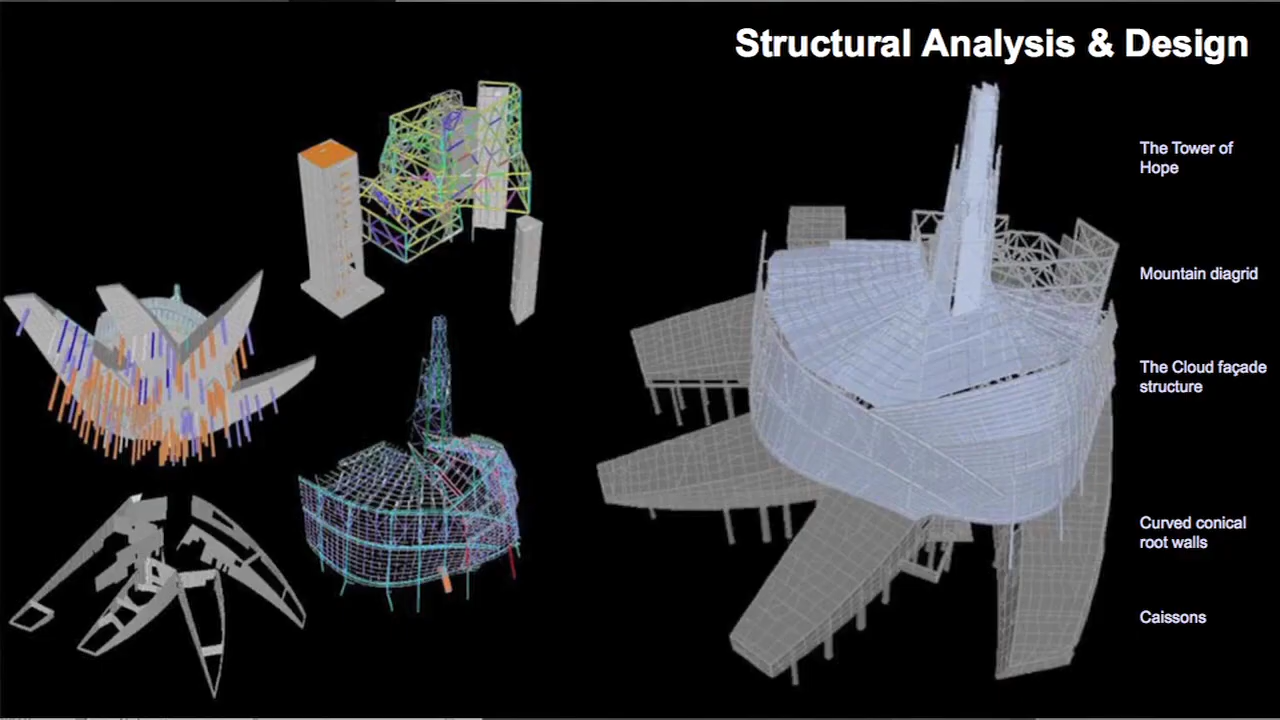 Structural Analysis & Design
The Tower of
Hope
Mountain diagrid
The Cloud façade
structure
Curved conical
root walls
Caissons